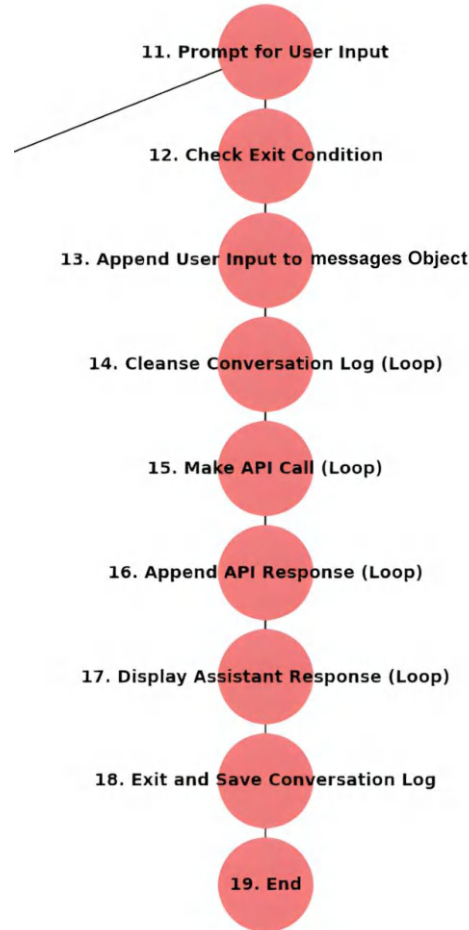 11. Prompt for User Input
12. Check Exit Condition
13. Append User Input to messages Object
14. Cleanse Conversation Log (Loop)
15. Make API Call (Loop)
16. Append API Response (Loop)
17. Display Assistant Response (Loop)
18. Exit and Save Conversation Log
19. End